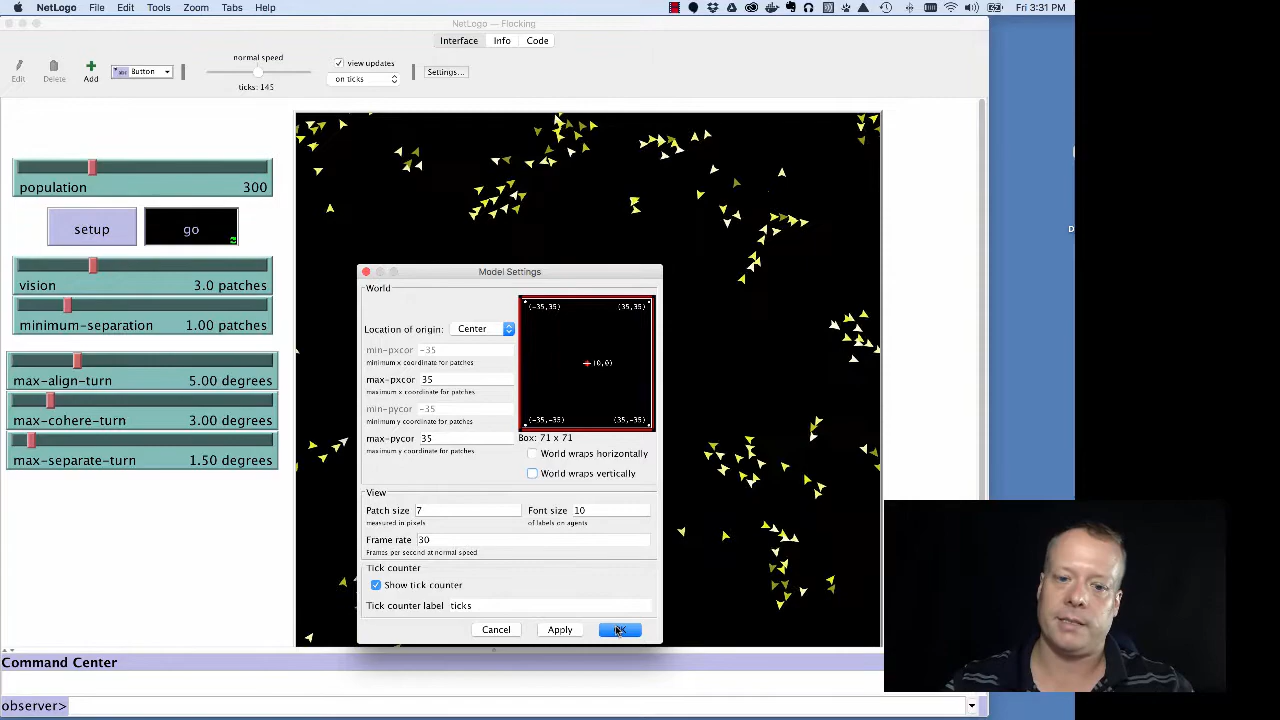 NetLogo File Edit Tools Zoom Tabs Help
Fri 3:31 PM
NetLogo — Flocking
Interface Info Code
Edit Delete Add Button
normal speed
ticks: 145
view updates
on ticks
Settings...
population 300
setup go
vision 3.0 patches
minimum-separation 1.00 patches
max-align-turn 5.00 degrees
max-cohere-turn 3.00 degrees
max-separate-turn 1.50 degrees
Model Settings
World
Location of origin: Center
min-pxcor -35
minimum x coordinate for patches
max-pxcor 35
maximum x coordinate for patches
min-pycor -35
minimum y coordinate for patches
max-pycor 35
maximum y coordinate for patches
(-35,35) (35,35)
(0,0)
(-35,-35) (35,-35)
Box: 71 x 71
World wraps horizontally
World wraps vertically
View
Patch size 7
measured in pixels
Font size 10
of labels on agents
Frame rate 30
Frames per second at normal speed
Tick counter
Show tick counter
Tick counter label ticks
Cancel Apply
Command Center
observer>
D